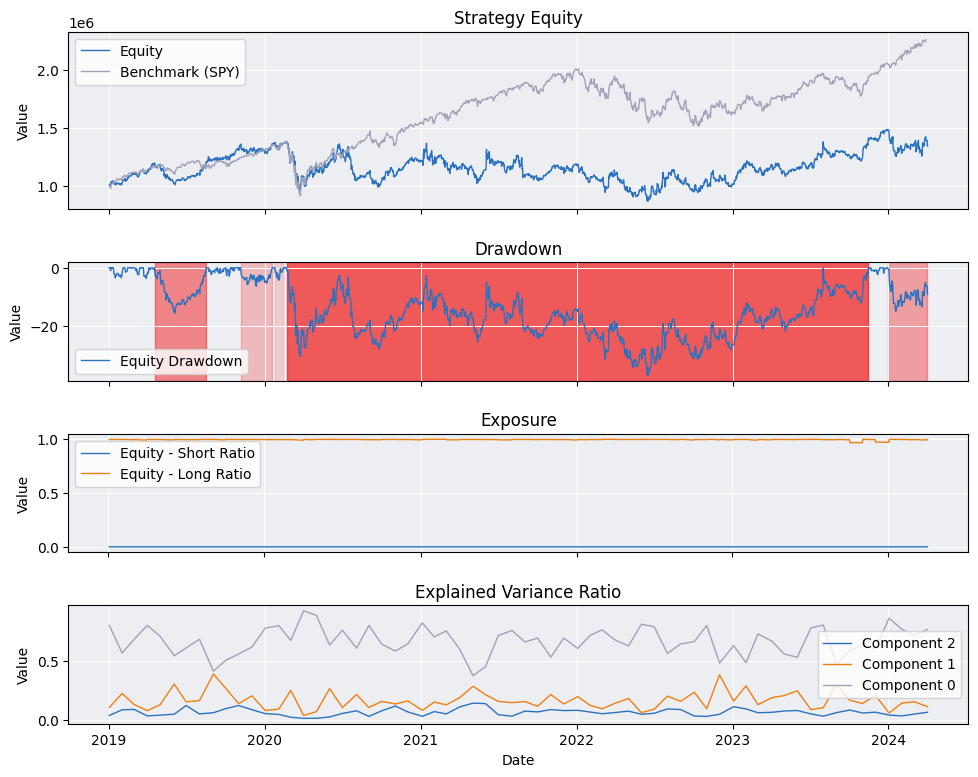 Strategy Equity
1e6
Equity
Benchmark (SPY)
2.0
1.5
1.0
Value
Drawdown
0
−20
Value
Equity Drawdown
Exposure
1.0
0.5
0.0
Value
Equity - Short Ratio
Equity - Long Ratio
Explained Variance Ratio
0.5
0.0
Value
Component 2
Component 1
Component 0
2019 2020 2021 2022 2023 2024
Date